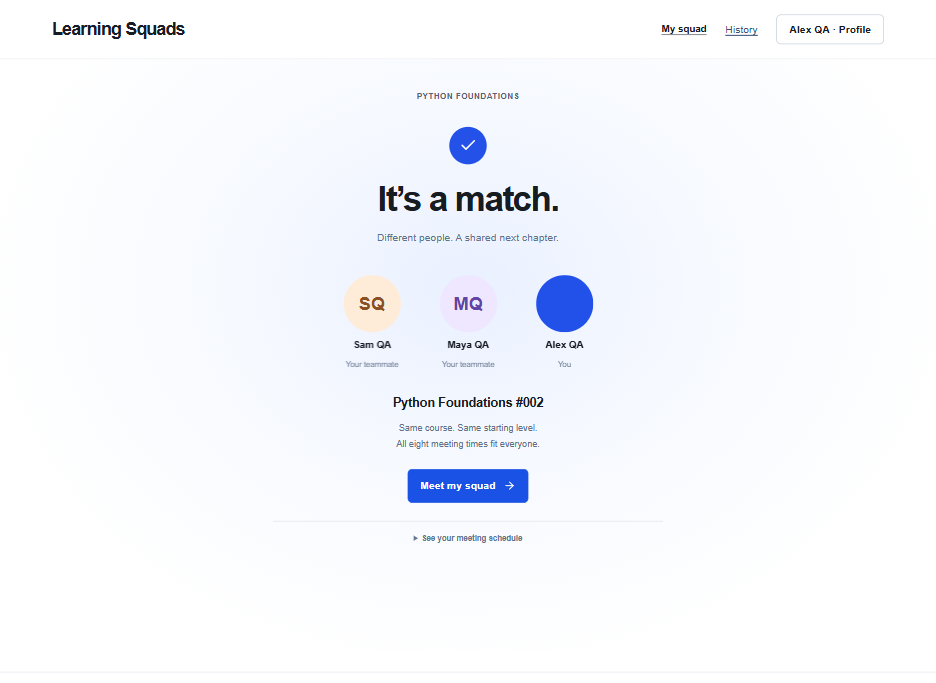 Learning Squads
My squad
History
Alex QA · Profile
PYTHON FOUNDATIONS
It’s a match.
Different people. A shared next chapter.
SQ
MQ
Sam QA
Maya QA
Alex QA
Your teammate
Your teammate
You
Python Foundations #002
Same course. Same starting level.
All eight meeting times fit everyone.
Meet my squad →
▶ See your meeting schedule